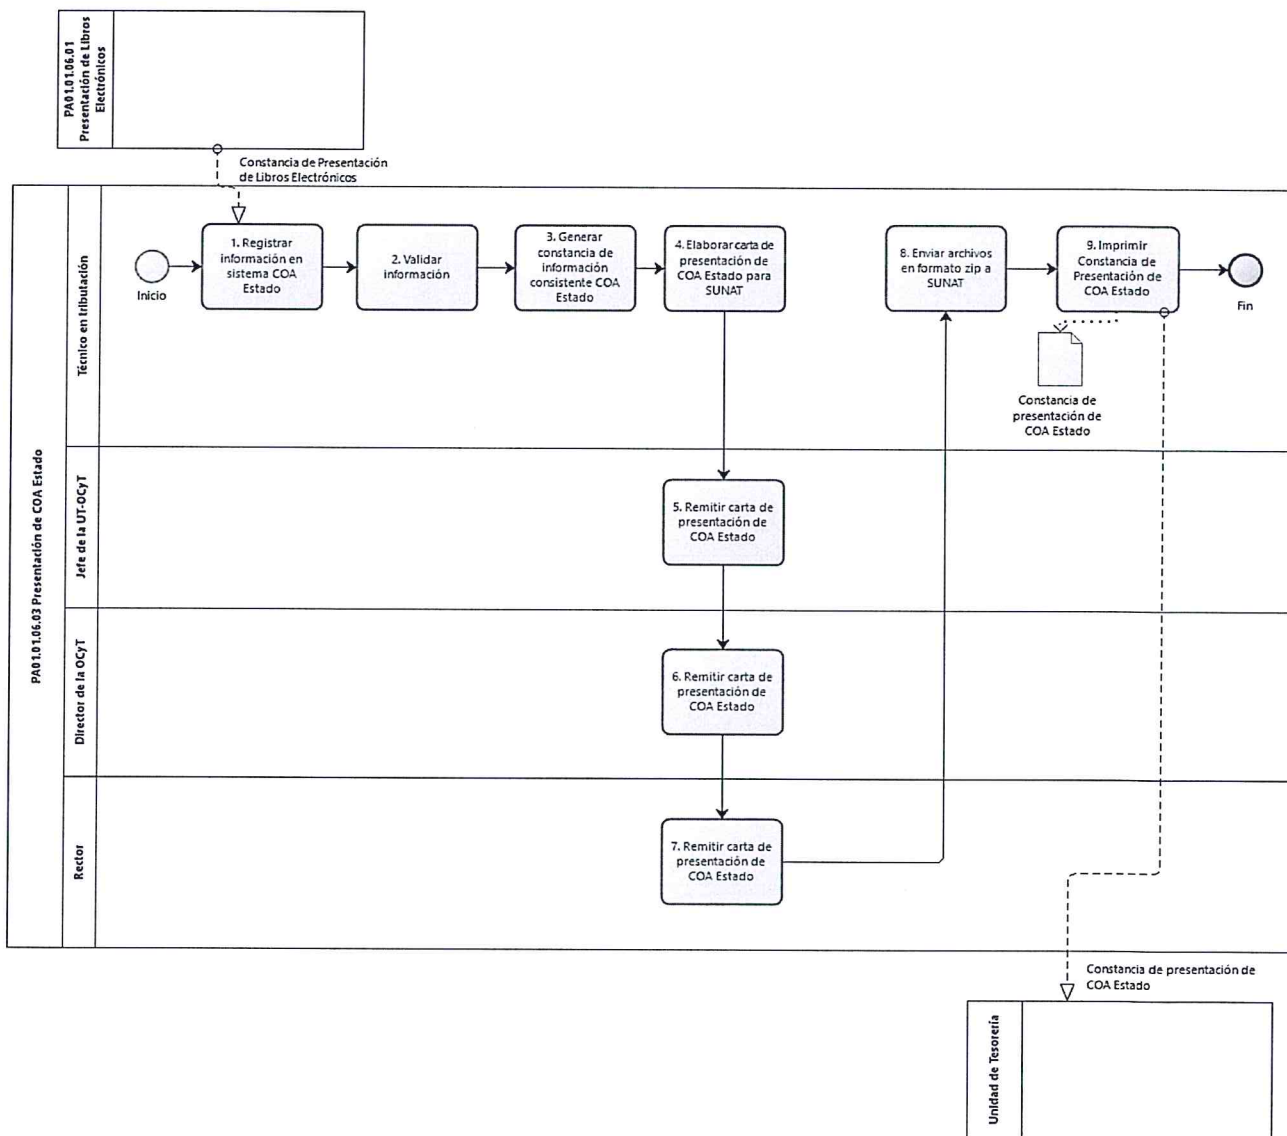 PA01.01.06.01
Presentación de Libros
Electrónicos
Constancia de Presentación
de Libros Electrónicos
PA01.01.06.03 Presentación de COA Estado
Técnico en tributación
Inicio
1. Registrar
información en
sistema COA
Estado
2. Validar
información
3. Generar
constancia de
información
consistente COA
Estado
4. Elaborar carta de
presentación de
COA Estado para
SUNAT
8. Enviar archivos
en formato zip a
SUNAT
9. Imprimir
Constancia de
Presentación de
COA Estado
Fin
Constancia de
presentación de
COA Estado
Jefe de la UT-OCyT
5. Remitir carta de
presentación de
COA Estado
Director de la OCyT
6. Remitir carta de
presentación de
COA Estado
Rector
7. Remitir carta de
presentación de
COA Estado
Constancia de presentación de
COA Estado
Unidad de Tesorería